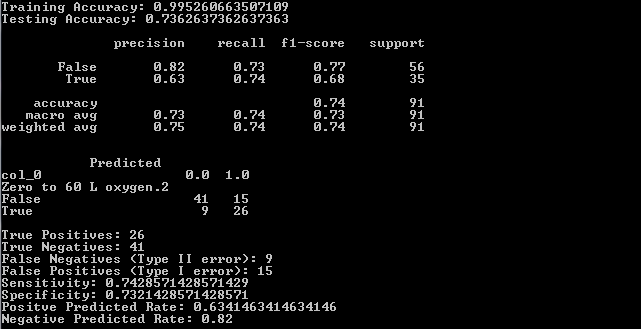 Training Accuracy: 0.995260663507109
Testing Accuracy: 0.7362637362637363
precision recall f1-score support
False 0.82 0.73 0.77 56
True 0.63 0.74 0.68 35
accuracy 0.74 91
macro avg 0.73 0.74 0.73 91
weighted avg 0.75 0.74 0.74 91
Predicted
col_0 0.0 1.0
Zero to 60 L oxygen.2
False 41 15
True 9 26
True Positives: 26
True Negatives: 41
False Negatives (Type II error): 9
False Positives (Type I error): 15
Sensitivity: 0.7428571428571429
Specificity: 0.7321428571428571
Positve Predicted Rate: 0.6341463414634146
Negative Predicted Rate: 0.82